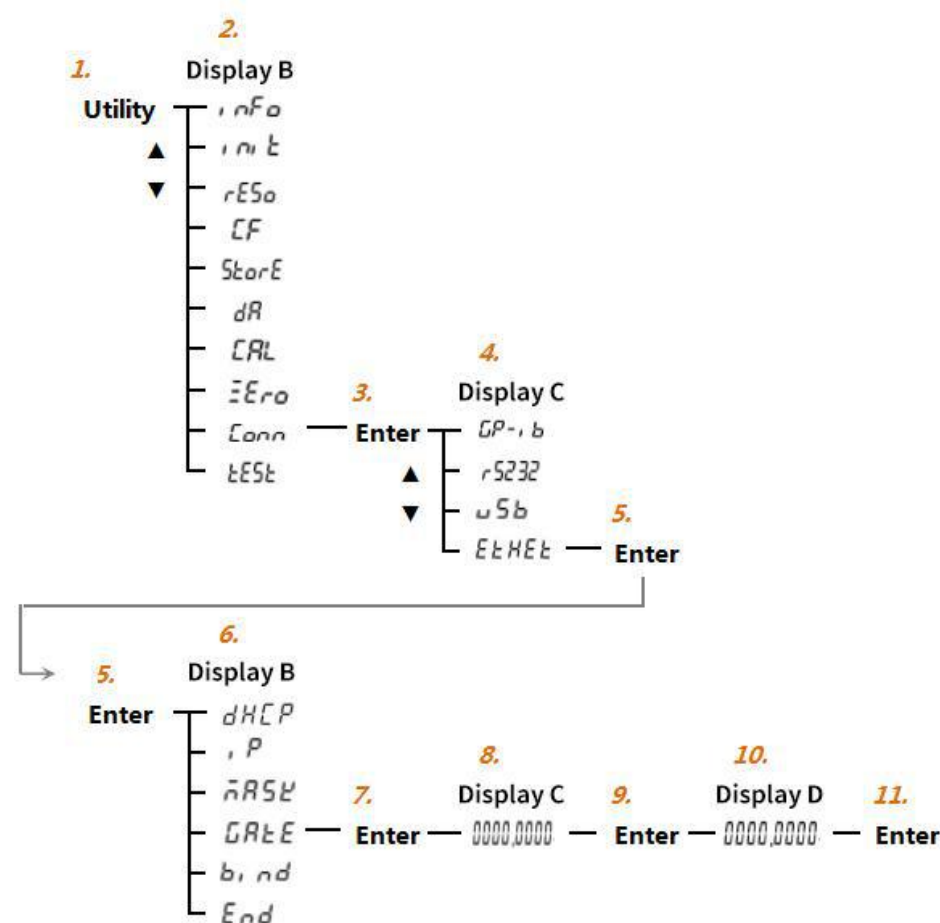 2.
1. Display B
Utility inFo
▲ init
▼ rESo
CF
StorE
dA
CAL 4.
ZEro 3. Display C
Conn Enter GP-ib
tESt ▲ rS232
▼ uSb 5.
EtHEt Enter
6.
5. Display B
Enter dHCP
iP 8. 10.
MASK 7. Display C 9. Display D 11.
GAtE Enter 0000,0000. Enter 0000,0000. Enter
bind
End